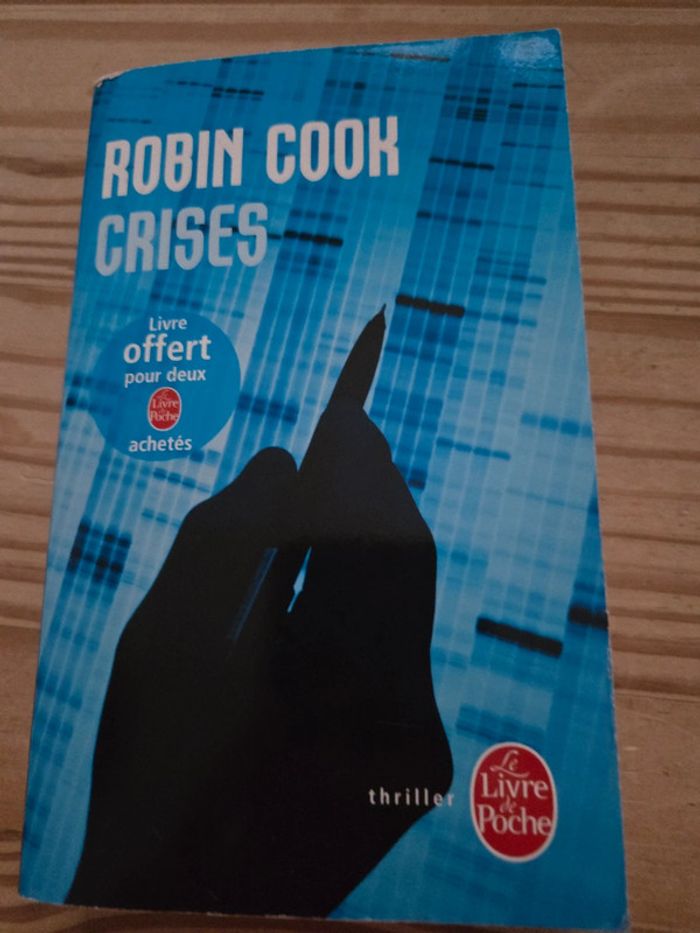 ROBIN COOK
CRISES
Livre
offert
pour deux
Le
Livre
de
Poche
achetés
thriller
Le
Livre
de
Poche